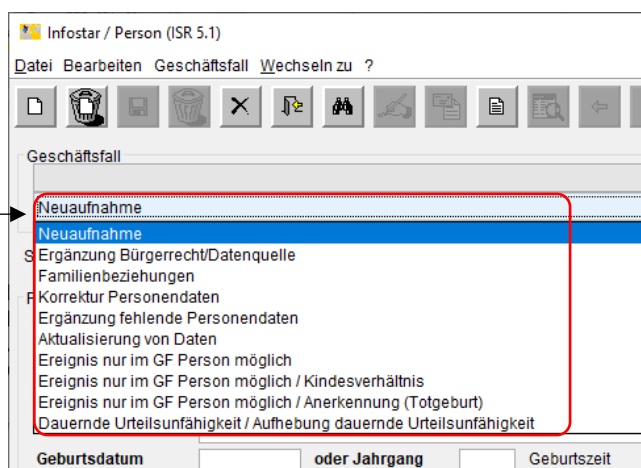 Infostar / Person (ISR 5.1)
Datei Bearbeiten Geschäftsfall Wechseln zu ?
Geschäftsfall
Neuaufnahme
Neuaufnahme
Ergänzung Bürgerrecht/Datenquelle
Familienbeziehungen
Korrektur Personendaten
Ergänzung fehlende Personendaten
Aktualisierung von Daten
Ereignis nur im GF Person möglich
Ereignis nur im GF Person möglich / Kindesverhältnis
Ereignis nur im GF Person möglich / Anerkennung (Totgeburt)
Dauernde Urteilsunfähigkeit / Aufhebung dauernde Urteilsunfähigkeit
Geburtsdatum oder Jahrgang Geburtszeit